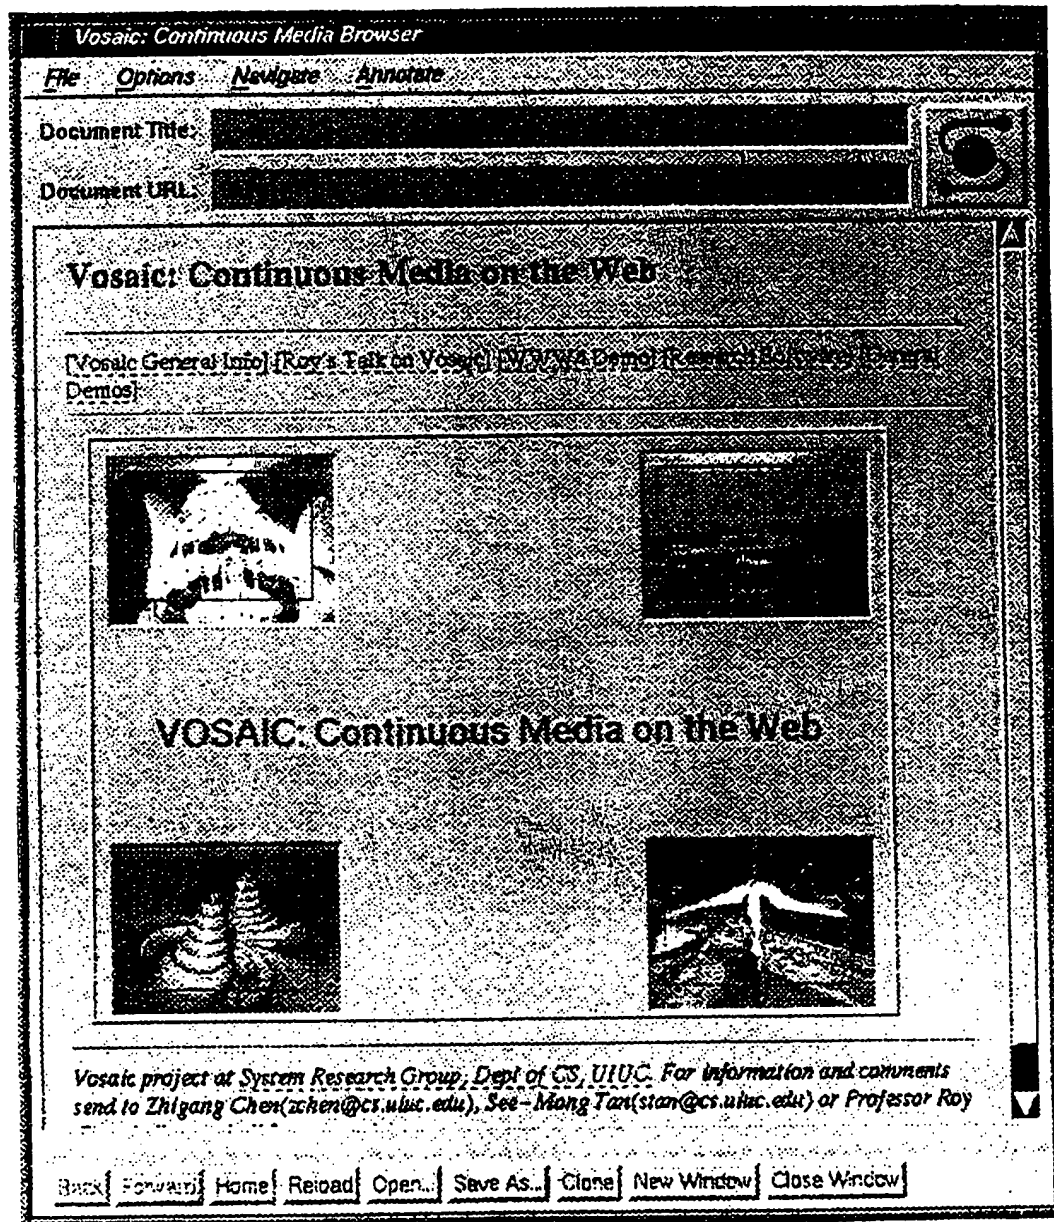 Vosaic: Continuous Media Browser
File Options Navigate Annotate
Document Title:
Document URL:
Vosaic: Continuous Media on the Web
[Vosaic General Info] [Roy's Talk on Vosaic] [WWW4 Demo] [Research Software] [General
Demos]
VOSAIC: Continuous Media on the Web
Vosaic project at System Research Group, Dept of CS, UIUC. For information and comments
send to Zhigang Chen(zchen@cs.uiuc.edu), See-Mong Tan(stan@cs.uiuc.edu) or Professor Roy
Back Forward Home Reload Open... Save As... Clone New Window Close Window